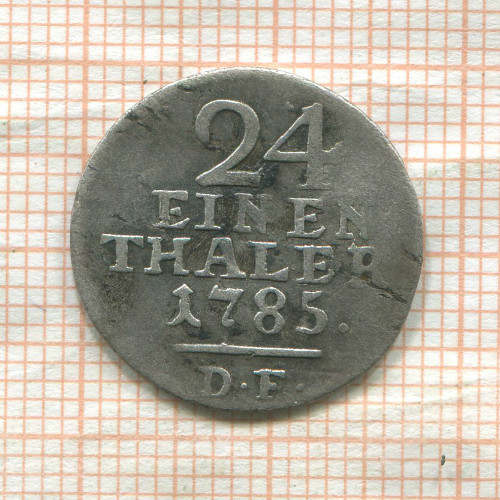 24
EINEN
THALER
1785.
D·F·